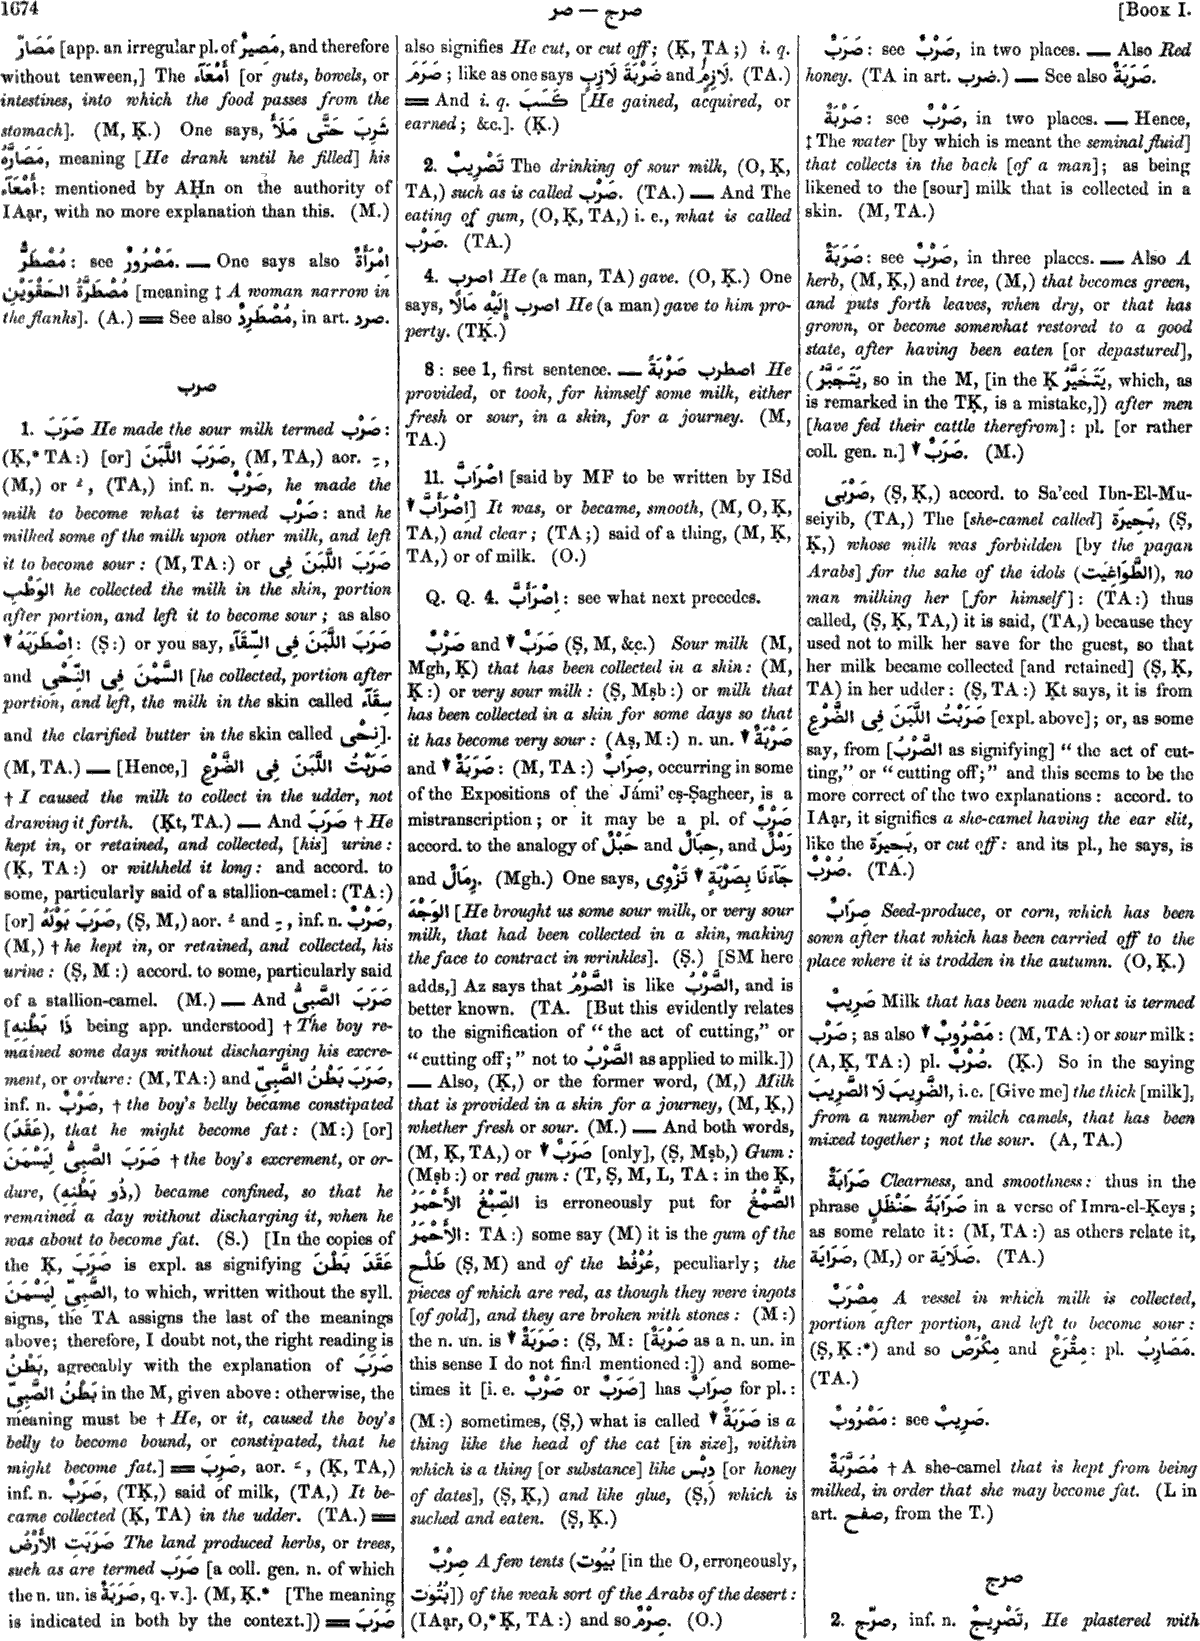 1674
صرج — صر
[Book I.
مَصَارّ [app. an irregular pl. of مَصِيرٌ, and therefore
without tenween,] The أَمْعَآء [or guts, bowels, or
intestines, into which the food passes from the
stomach]. (M, Ḳ.) One says, شَرِبَ حَتَّى مَلَأَ
مَصَارَّهُ, meaning [He drank until he filled] his
أَمْعَآء: mentioned by AḤn on the authority of
IAạr, with no more explanation than this. (M.)
مُصْطَرٌّ: see مَصْرُورٌ. — One says also اِمْرَأَةٌ
مُصْطَرَّةُ الحَقْوَيْنِ [meaning ‡ A woman narrow in
the flanks]. (A.) = See also مُصْطَرِدٌ, in art. صرد.
صرب
1. صَرَبَ He made the sour milk termed صَرْب:
(Ḳ,* TA:) [or] صَرَبَ اللَّبَنَ, (M, TA,) aor. ـِ,
(M,) or ـُ, (TA,) inf. n. صَرْبٌ, he made the
milk to become what is termed صَرْب: and he
milked some of the milk upon other milk, and left
it to become sour: (M, TA:) or صَرَبَ اللَّبَنَ فِى
الوَطْبِ he collected the milk in the skin, portion
after portion, and left it to become sour; as also
▼ اِصْطَرَبَهُ: (Ṣ:) or you say, صَرَبَ اللَّبَنَ فِى السِّقَآءِ
and السَّمْنَ فِى النِّحْىِ [he collected, portion after
portion, and left, the milk in the skin called سِقَآء
and the clarified butter in the skin called نِحْى].
(M, TA.) — [Hence,] صَرَبْتُ اللَّبَنَ فِى الضَّرْعِ
† I caused the milk to collect in the udder, not
drawing it forth. (Ḳt, TA.) — And صَرَبَ † He
kept in, or retained, and collected, [his] urine:
(Ḳ, TA:) or withheld it long: and accord. to
some, particularly said of a stallion-camel: (TA:)
[or] صَرَبَ بَوْلَهُ, (Ṣ, M,) aor. ـُ and ـِ, inf. n. صَرْبٌ,
(M,) † he kept in, or retained, and collected, his
urine: (Ṣ, M:) accord. to some, particularly said
of a stallion-camel. (M.) — And صَرَبَ الصَّبِىُّ
[ذَا بَطْنِهِ being app. understood] † The boy re-
mained some days without discharging his excre-
ment, or ordure: (M, TA:) and صَرَبَ بَطْنُ الصَّبِىِّ,
inf. n. صَرْبٌ, † the boy's belly became constipated
(عَقَدَ), that he might become fat: (M:) [or]
صَرَبَ الصَّبِىُّ لِيَسْمَنَ † the boy's excrement, or or-
dure, (ذُو بَطْنِهِ,) became confined, so that he
remained a day without discharging it, when he
was about to become fat. (S.) [In the copies of
the Ḳ, صَرَبَ is expl. as signifying عَقَدَ بَطْنَ
الصَّبِىِّ لِيَسْمَنَ, to which, written without the syll.
signs, the TA assigns the last of the meanings
above; therefore, I doubt not, the right reading is
بَطْنُ, agreeably with the explanation of صَرَبَ
بَطْنُ الصَّبِىِّ in the M, given above: otherwise, the
meaning must be † He, or it, caused the boy's
belly to become bound, or constipated, that he
might become fat.] = صَرِبَ, aor. ـَ, (Ḳ, TA,)
inf. n. صَرَبٌ, (TḲ,) said of milk, (TA,) It be-
came collected (Ḳ, TA) in the udder. (TA.) =
صَرَبَتِ الأَرْضُ The land produced herbs, or trees,
such as are termed صَرَب [a coll. gen. n. of which
the n. un. is صَرَبَةٌ, q. v.]. (M, Ḳ.* [The meaning
is indicated in both by the context.]) = صَرَبَ
also signifies He cut, or cut off; (Ḳ, TA;) i. q.
صَرَمَ; like as one says ضَرْبَةَ لَازِبٍ and لَازِمٍ. (TA.)
= And i. q. كَسَبَ [He gained, acquired, or
earned; &c.]. (Ḳ.)
2. تَصْرِيبٌ The drinking of sour milk, (O, Ḳ,
TA,) such as is called صَرْب. (TA.) — And The
eating of gum, (O, Ḳ, TA,) i. e., what is called
صَرْب. (TA.)
4. اصرب He (a man, TA) gave. (O, Ḳ.) One
says, اصرب إِلَيْهِ مَالًا He (a man) gave to him pro-
perty. (TḲ.)
8: see 1, first sentence. — اصطرب صَرْبَةً He
provided, or took, for himself some milk, either
fresh or sour, in a skin, for a journey. (M,
TA.)
11. اِصْرَابَّ [said by MF to be written by ISd
▼ اِصْرَأَبَّ] It was, or became, smooth, (M, O, Ḳ,
TA,) and clear; (TA;) said of a thing, (M, Ḳ,
TA,) or of milk. (O.)
Q. Q. 4. اِصْرَأَبَّ: see what next precedes.
صَرْبٌ and ▼ صَرَبٌ (Ṣ, M, &c.) Sour milk (M,
Mgh, Ḳ) that has been collected in a skin: (M,
Ḳ:) or very sour milk: (Ṣ, Mṣb:) or milk that
has been collected in a skin for some days so that
it has become very sour: (Aṣ, M:) n. un. ▼ صَرْبَةٌ
and ▼ صَرَبَةٌ: (M, TA:) صِرَابٌ, occurring in some
of the Expositions of the Jámi' eṣ-Ṣagheer, is a
mistranscription; or it may be a pl. of صَرْبٌ
accord. to the analogy of حَبْلٌ and حِبَالٌ, and رَمْلٌ
and رِمَالٌ. (Mgh.) One says, جَآءَنَا بِصَرْبَةٍ ▼ تَزْوِى
الوَجْهَ [He brought us some sour milk, or very sour
milk, that had been collected in a skin, making
the face to contract in wrinkles]. (Ṣ.) [SM here
adds,] Az says that الصَّرْمُ is like الصَّرْبُ, and is
better known. (TA. [But this evidently relates
to the signification of “the act of cutting,” or
“cutting off;” not to الصَّرْبُ as applied to milk.])
— Also, (Ḳ,) or the former word, (M,) Milk
that is provided in a skin for a journey, (M, Ḳ,)
whether fresh or sour. (M.) — And both words,
(M, Ḳ, TA,) or ▼ صَرَبٌ [only], (Ṣ, Mṣb,) Gum:
(Mṣb:) or red gum: (T, Ṣ, M, L, TA: in the Ḳ,
الصِّبْغُ الأَحْمَرُ is erroneously put for الصَّمْغُ
الأَحْمَرُ: TA:) some say (M) it is the gum of the
طَلْح (Ṣ, M) and of the عُرْفُط, peculiarly; the
pieces of which are red, as though they were ingots
[of gold], and they are broken with stones: (M:)
the n. un. is ▼ صَرَبَةٌ: (Ṣ, M: [صَرْبَةٌ as a n. un. in
this sense I do not find mentioned:]) and some-
times it [i. e. صَرْبٌ or صَرَبٌ] has صِرَابٌ for pl.:
(M:) sometimes, (Ṣ,) what is called ▼ صَرَبَةٌ is a
thing like the head of the cat [in size], within
which is a thing [or substance] like دِبْس [or honey
of dates], (Ṣ, Ḳ,) and like glue, (Ṣ,) which is
sucked and eaten. (Ṣ, Ḳ.)
صِرْبٌ A few tents (بُيُوت [in the O, erroneously,
بُتُوت]) of the weak sort of the Arabs of the desert:
(IAạr, O,* Ḳ, TA:) and so صِرْمٌ. (O.)
صَرَبٌ: see صَرْبٌ, in two places. — Also Red
honey. (TA in art. ضرب.) — See also صَرَبَةٌ.
صَرْبَةٌ: see صَرْبٌ, in two places. — Hence,
‡ The water [by which is meant the seminal fluid]
that collects in the back [of a man]; as being
likened to the [sour] milk that is collected in a
skin. (M, TA.)
صَرَبَةٌ: see صَرْبٌ, in three places. — Also A
herb, (M, Ḳ,) and tree, (M,) that becomes green,
and puts forth leaves, when dry, or that has
grown, or become somewhat restored to a good
state, after having been eaten [or depastured],
(يَتَجَبَّرُ, so in the M, [in the Ḳ يَتَخَيَّرُ, which, as
is remarked in the TḲ, is a mistake,]) after men
[have fed their cattle therefrom]: pl. [or rather
coll. gen. n.] ▼ صَرَبٌ. (M.)
صَرْبَى, (Ṣ, Ḳ,) accord. to Sa'eed Ibn-El-Mu-
seiyib, (TA,) The [she-camel called] بَحِيرَة, (Ṣ,
Ḳ,) whose milk was forbidden [by the pagan
Arabs] for the sake of the idols (الطَّوَاغِيت), no
man milking her [for himself]: (TA:) thus
called, (Ṣ, Ḳ, TA,) it is said, (TA,) because they
used not to milk her save for the guest, so that
her milk became collected [and retained] (Ṣ, Ḳ,
TA) in her udder: (Ṣ, TA:) Ḳt says, it is from
صَرَبْتُ اللَّبَنَ فِى الضَّرْعِ [expl. above]; or, as some
say, from [الصَّرْبُ as signifying] “the act of cut-
ting,” or “cutting off;” and this seems to be the
more correct of the two explanations: accord. to
IAạr, it signifies a she-camel having the ear slit,
like the بَحِيرَة, or cut off: and its pl., he says, is
صُرْبٌ. (TA.)
صِرَابٌ Seed-produce, or corn, which has been
sown after that which has been carried off to the
place where it is trodden in the autumn. (O, Ḳ.)
صَرِيبٌ Milk that has been made what is termed
صَرْب; as also ▼ مَصْرُوبٌ: (M, TA:) or sour milk:
(A, Ḳ, TA:) pl. صُرْبٌ. (Ḳ.) So in the saying
الضَّرِيبَ لَا الصَّرِيبَ, i. e. [Give me] the thick [milk],
from a number of milch camels, that has been
mixed together; not the sour. (A, TA.)
صَرَابَةٌ Clearness, and smoothness: thus in the
phrase صَرَابَةُ حَنْظَلٍ in a verse of Imra-el-Ḳeys;
as some relate it: (M, TA:) as others relate it,
صَرَايَة, (M,) or صَلَايَة. (TA.)
مِصْرَبٌ A vessel in which milk is collected,
portion after portion, and left to become sour:
(Ṣ, Ḳ:*) and so مِكْرَضٌ and مِقْرَعٌ: pl. مَصَارِبُ.
(TA.)
مَصْرُوبٌ: see صَرِيبٌ.
مُصَرَّبَةٌ † A she-camel that is kept from being
milked, in order that she may become fat. (L in
art. صفح, from the T.)
صرج
2. صرّج, inf. n. تَصْرِيجٌ, He plastered with